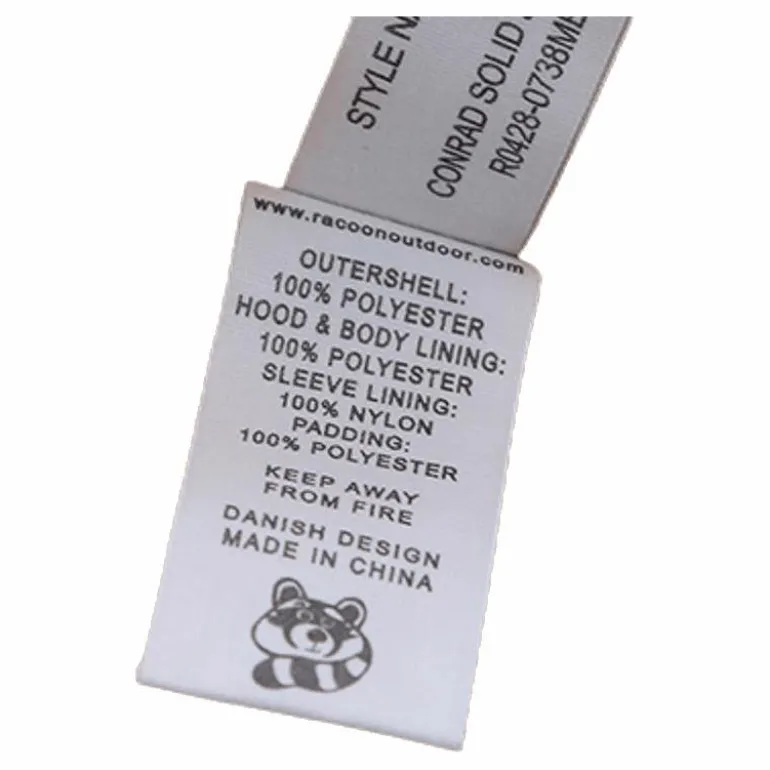 STYLE
CONRAD SOLID
R0428-0738ME
www.racoonoutdoor.com
OUTERSHELL:
100% POLYESTER
HOOD & BODY LINING:
100% POLYESTER
SLEEVE LINING:
100% NYLON
PADDING:
100% POLYESTER
KEEP AWAY
FROM FIRE
DANISH DESIGN
MADE IN CHINA